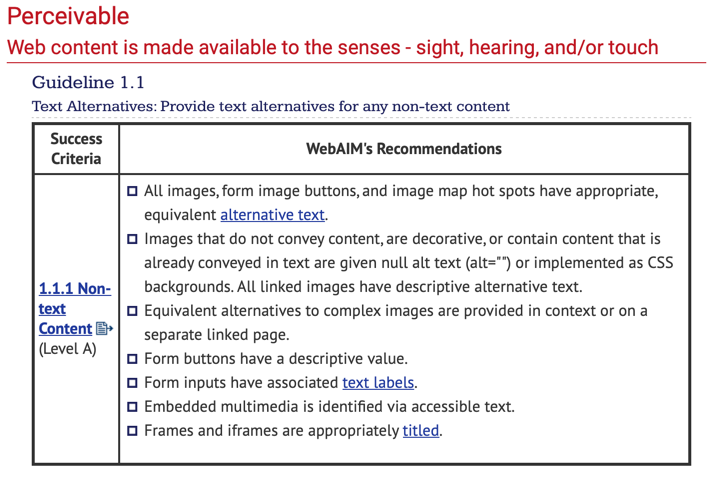 Perceivable
Web content is made available to the senses - sight, hearing, and/or touch
Guideline 1.1
Text Alternatives: Provide text alternatives for any non-text content
Success
Criteria
WebAIM's Recommendations
1.1.1 Non-
text
Content
(Level A)
All images, form image buttons, and image map hot spots have appropriate,
equivalent alternative text.
Images that do not convey content, are decorative, or contain content that is
already conveyed in text are given null alt text (alt="") or implemented as CSS
backgrounds. All linked images have descriptive alternative text.
Equivalent alternatives to complex images are provided in context or on a
separate linked page.
Form buttons have a descriptive value.
Form inputs have associated text labels.
Embedded multimedia is identified via accessible text.
Frames and iframes are appropriately titled.